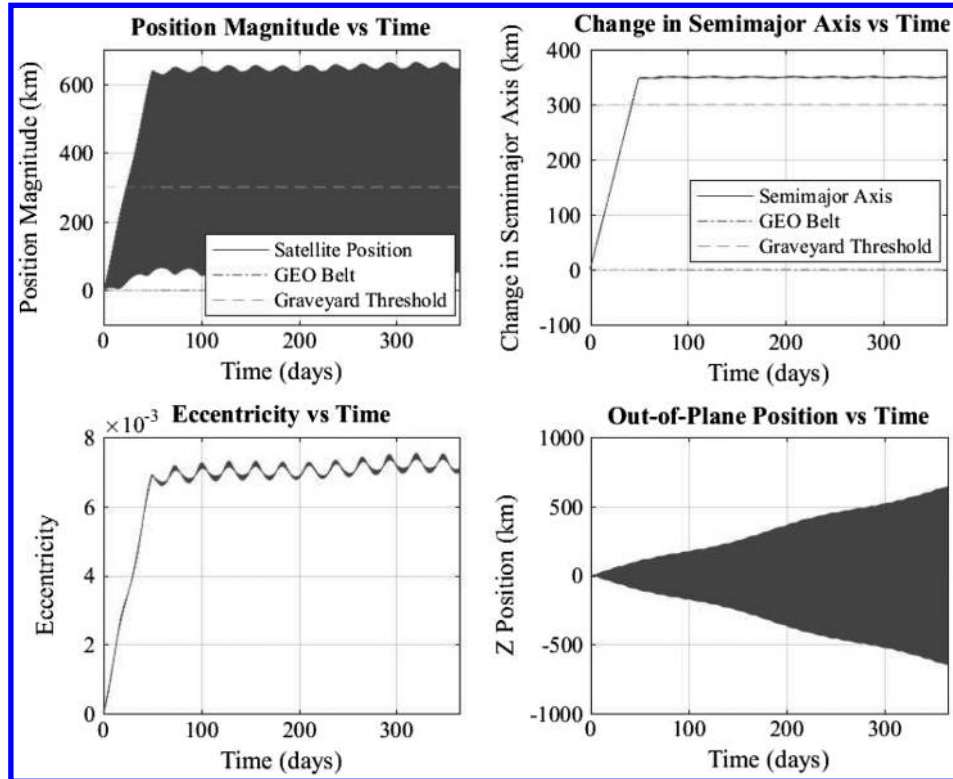 Position Magnitude vs Time
Position Magnitude (km)
600
400
200
0
Satellite Position
GEO Belt
Graveyard Threshold
0
100
200
300
Time (days)
Change in Semimajor Axis vs Time
Change in Semimajor Axis (km)
400
300
200
100
0
-100
Semimajor Axis
GEO Belt
Graveyard Threshold
0
100
200
300
Time (days)
×10⁻³
Eccentricity vs Time
Eccentricity
8
6
4
2
0
0
100
200
300
Time (days)
Out-of-Plane Position vs Time
Z Position (km)
1000
500
0
-500
-1000
0
100
200
300
Time (days)